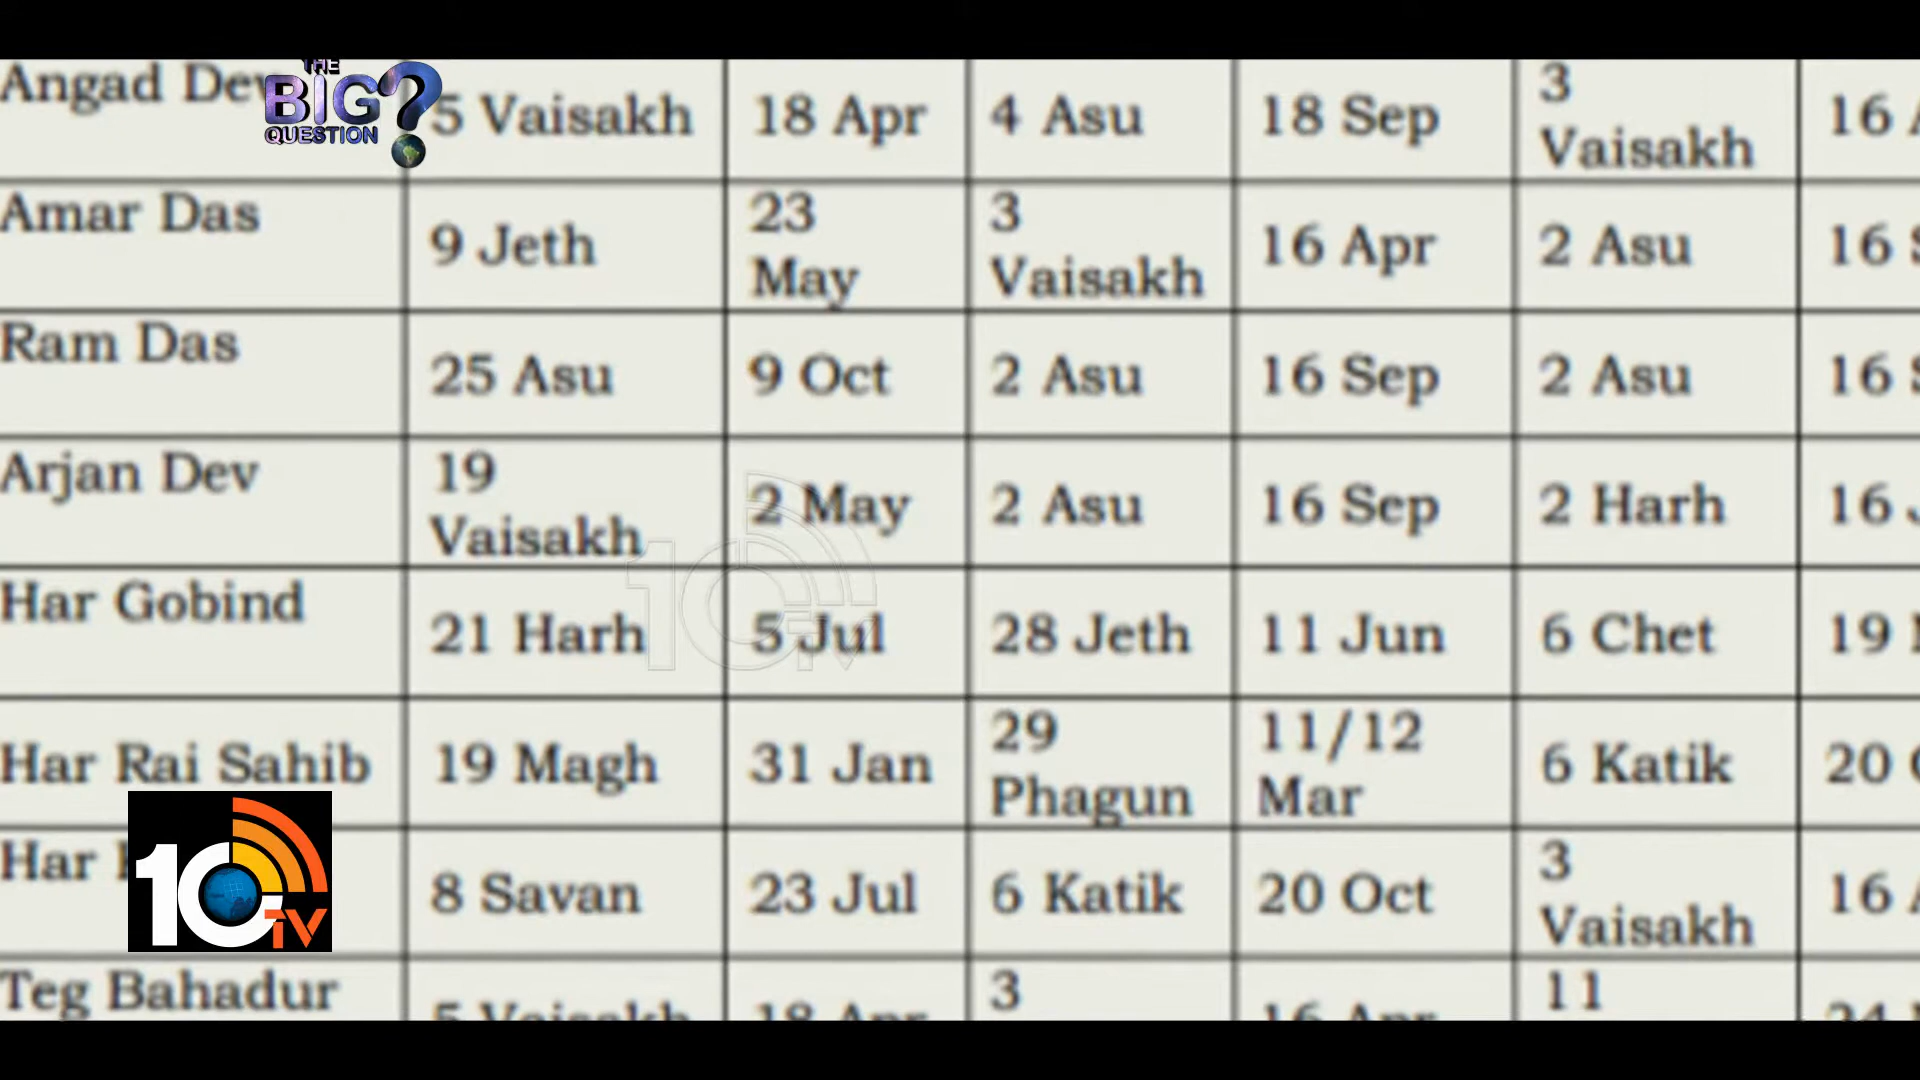 THE
BIG?
QUESTION
Angad Dev 5 Vaisakh 18 Apr 4 Asu 18 Sep 3 Vaisakh 16
Amar Das 9 Jeth 23 May 3 Vaisakh 16 Apr 2 Asu 16
Ram Das 25 Asu 9 Oct 2 Asu 16 Sep 2 Asu 16
Arjan Dev 19 Vaisakh 2 May 2 Asu 16 Sep 2 Harh 16
Har Gobind 21 Harh 5 Jul 28 Jeth 11 Jun 6 Chet 19
Har Rai Sahib 19 Magh 31 Jan 29 Phagun 11/12 Mar 6 Katik 20
Har 8 Savan 23 Jul 6 Katik 20 Oct 3 Vaisakh 16
Teg Bahadur 5 Vaisakh 18 Apr 3 16 Apr 11
10TV
10TV